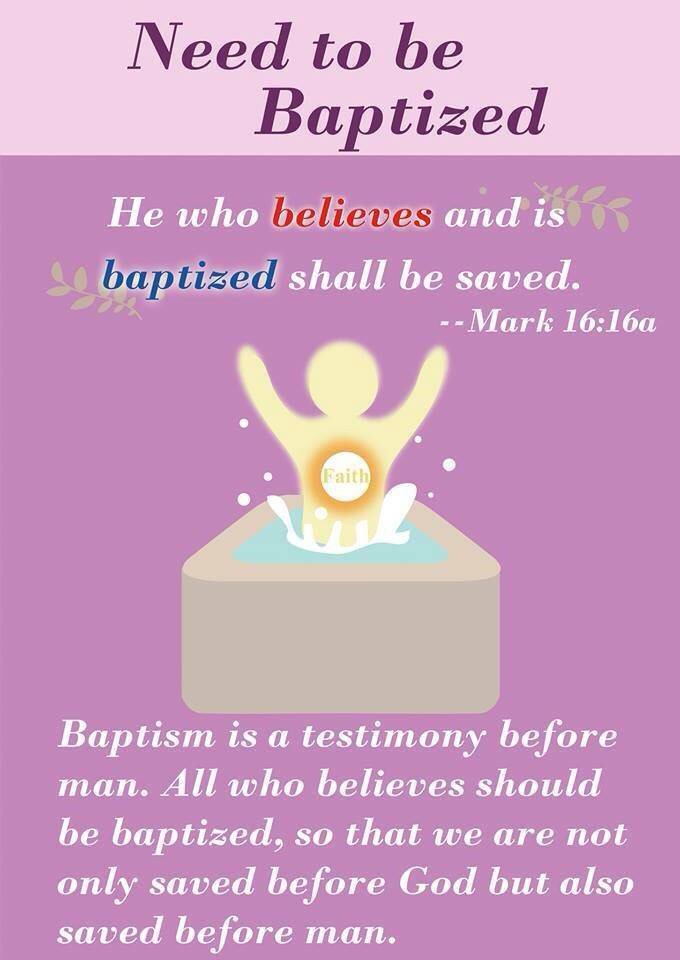 Need to be
Baptized
He who believes and is
baptized shall be saved.
--Mark 16:16a
Faith
Baptism is a testimony before
man. All who believes should
be baptized, so that we are not
only saved before God but also
saved before man.